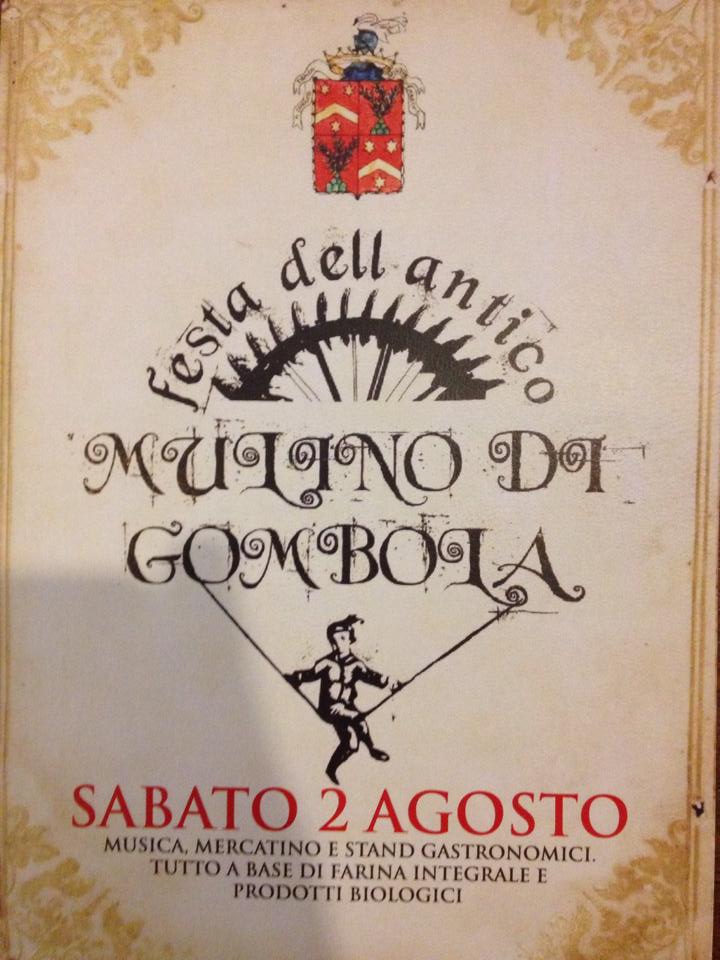 festa dell antico
MULINO DI
GOMBOLA
SABATO 2 AGOSTO
MUSICA, MERCATINO E STAND GASTRONOMICI.
TUTTO A BASE DI FARINA INTEGRALE E
PRODOTTI BIOLOGICI